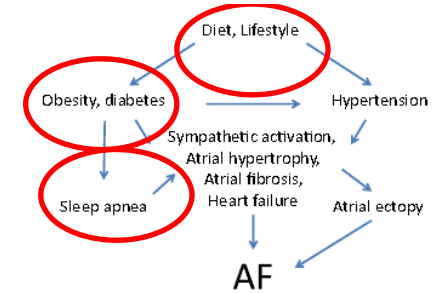 Diet, Lifestyle
Obesity, diabetes
Hypertension
Sympathetic activation,
Atrial hypertrophy,
Atrial fibrosis,
Heart failure
Sleep apnea
Atrial ectopy
AF